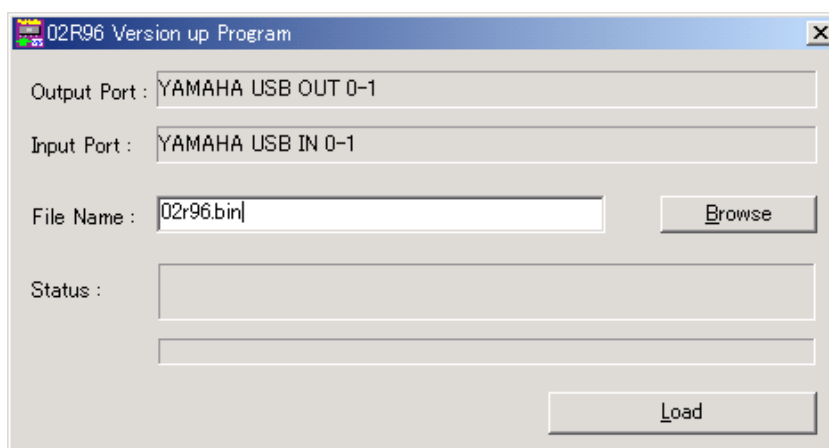 02R96 Version up Program
Output Port : YAMAHA USB OUT 0-1
Input Port : YAMAHA USB IN 0-1
File Name : 02r96.bin Browse
Status :
Load